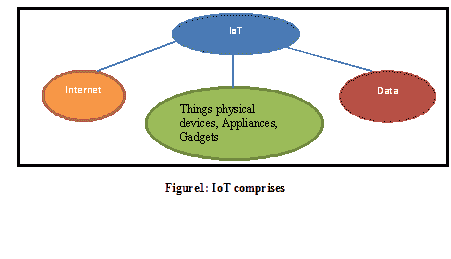 IoT
Internet
Things physical
devices, Appliances,
Gadgets
Data
Figure1: IoT comprises